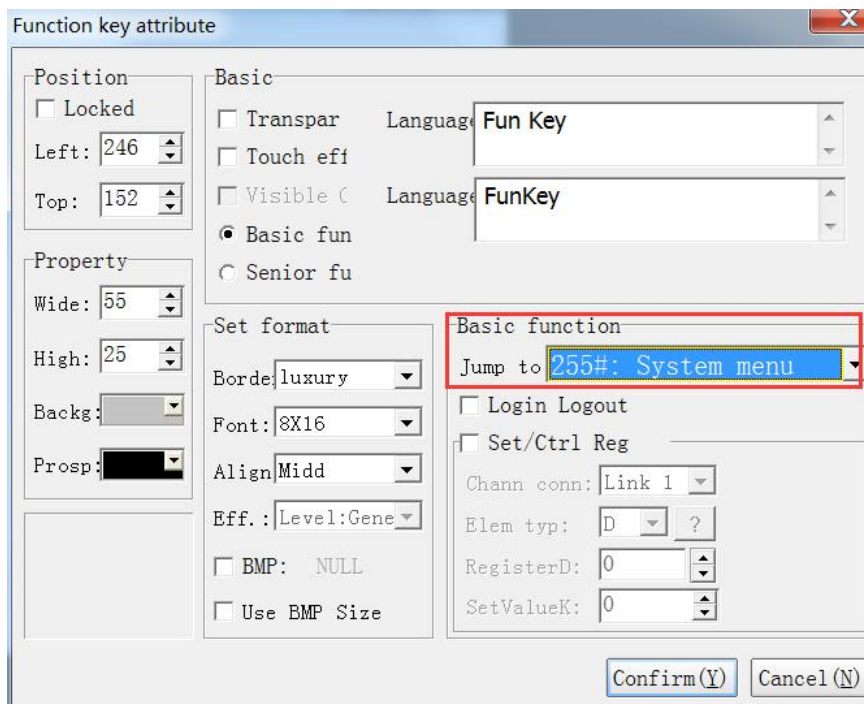 Function key attribute
Position
Locked
Left: 246
Top: 152
Property
Wide: 55
High: 25
Backg:
Prosp:
Basic
Transpar
Touch eff
Visible (
Basic fun
Senior fu
Language Fun Key
Language FunKey
Set format
Borde luxury
Font: 8X16
Align Midd
Eff.: Level:Gene
BMP: NULL
Use BMP Size
Basic function
Jump to 255#: System menu
Login Logout
Set/Ctrl Reg
Chann conn: Link 1
Elem typ: D ?
RegisterD: 0
SetValueK: 0
Confirm(Y) Cancel(N)